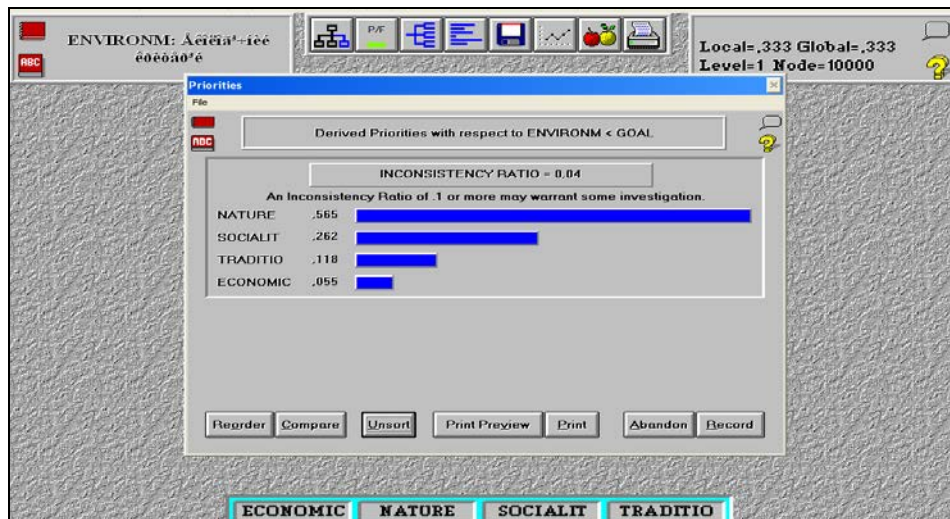 ENVIRONM:
P/F
Local=,333 Global=,333
Level=1 Node=10000
ABC
Priorities
File
ABC
Derived Priorities with respect to ENVIRONM < GOAL
INCONSISTENCY RATIO = 0,04
An Inconsistency Ratio of .1 or more may warrant some investigation.
NATURE ,565
SOCIALIT ,262
TRADITIO ,118
ECONOMIC ,055
Reorder Compare Unsort Print Preview Print Abandon Record
ECONOMIC NATURE SOCIALIT TRADITIO